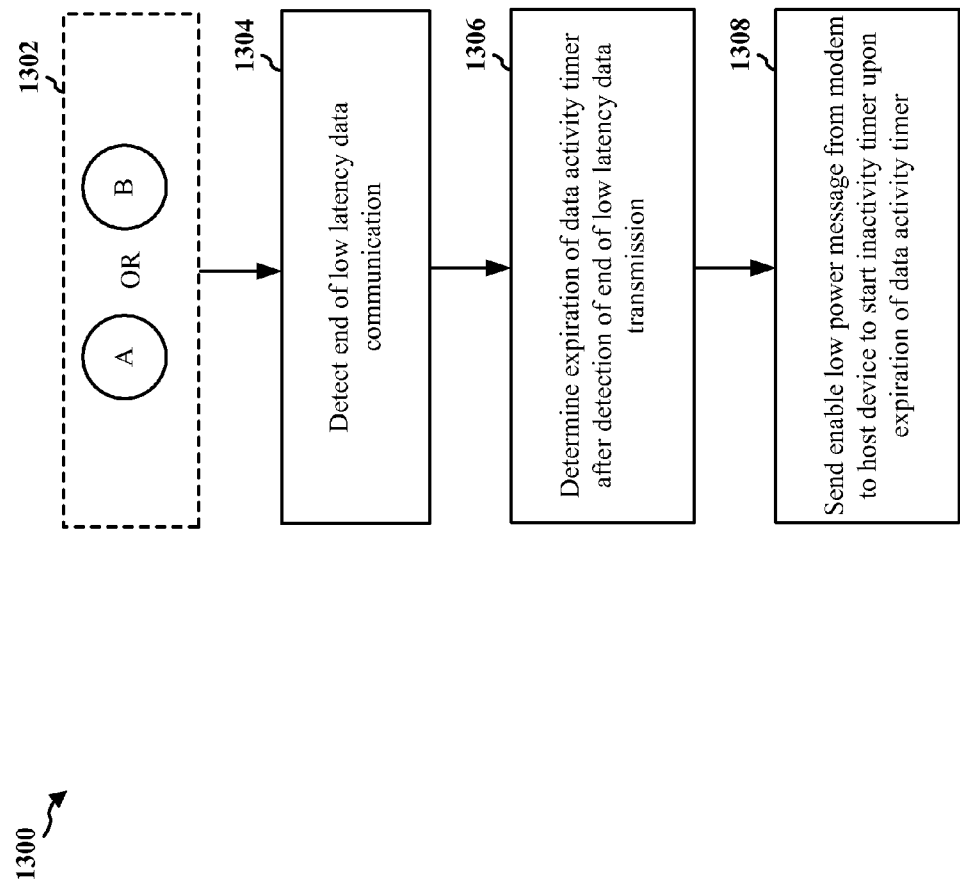 1300
1302
A OR B
1304
Detect end of low latency data
communication
1306
Determine expiration of data activity timer
after detection of end of low latency data
transmission
1308
Send enable low power message from modem
to host device to start inactivity timer upon
expiration of data activity timer